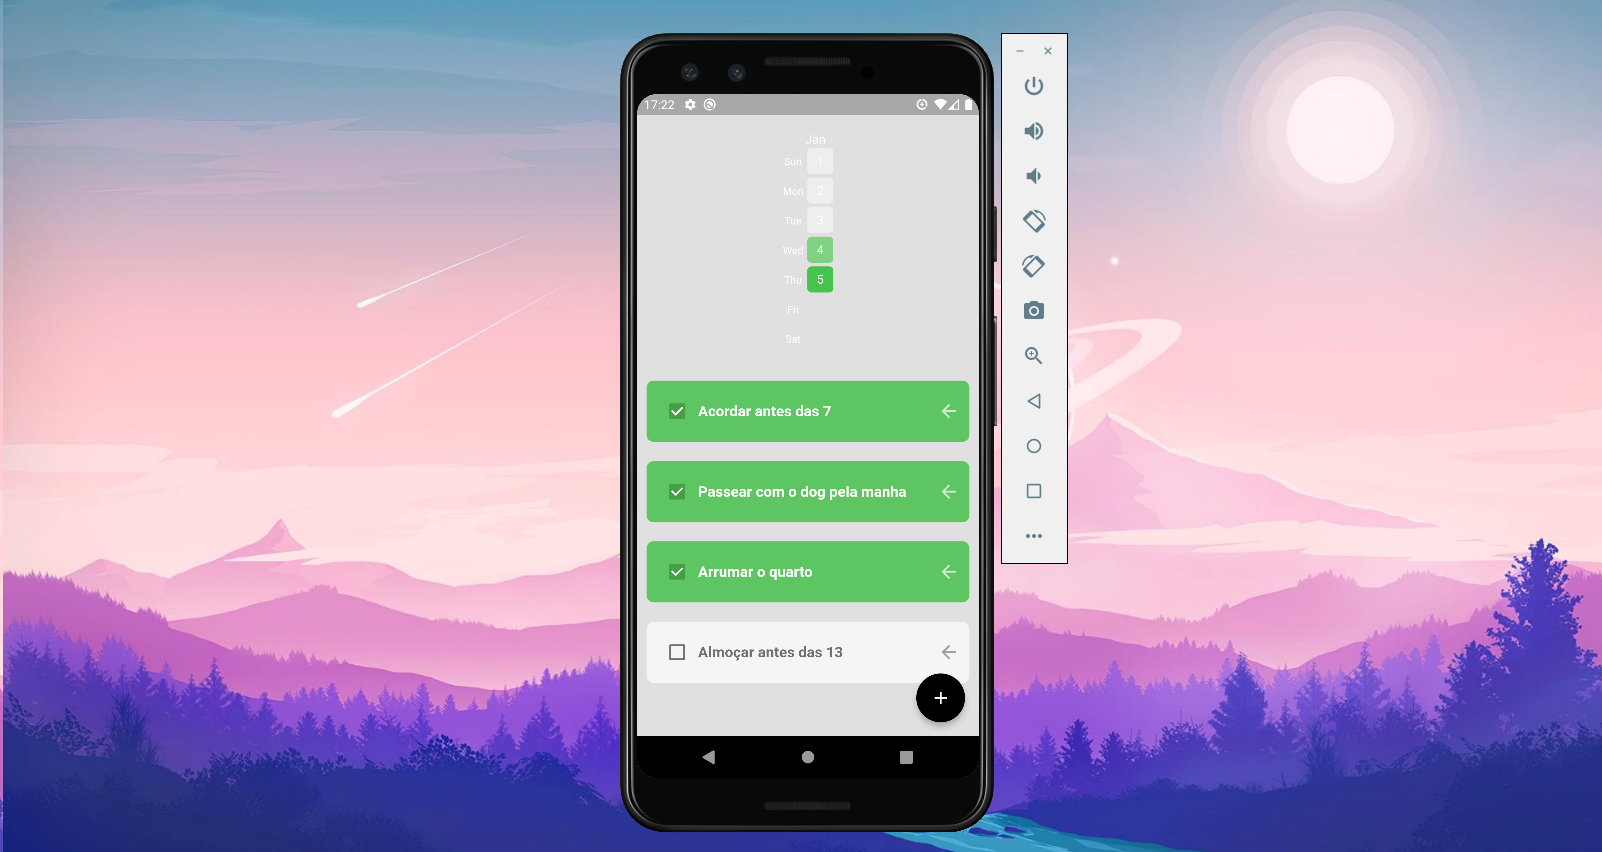 17:22
Jan
Sun 1
Mon 2
Tue 3
Wed 4
Thu 5
Fri
Sat
Acordar antes das 7
Passear com o dog pela manha
Arrumar o quarto
Almoçar antes das 13